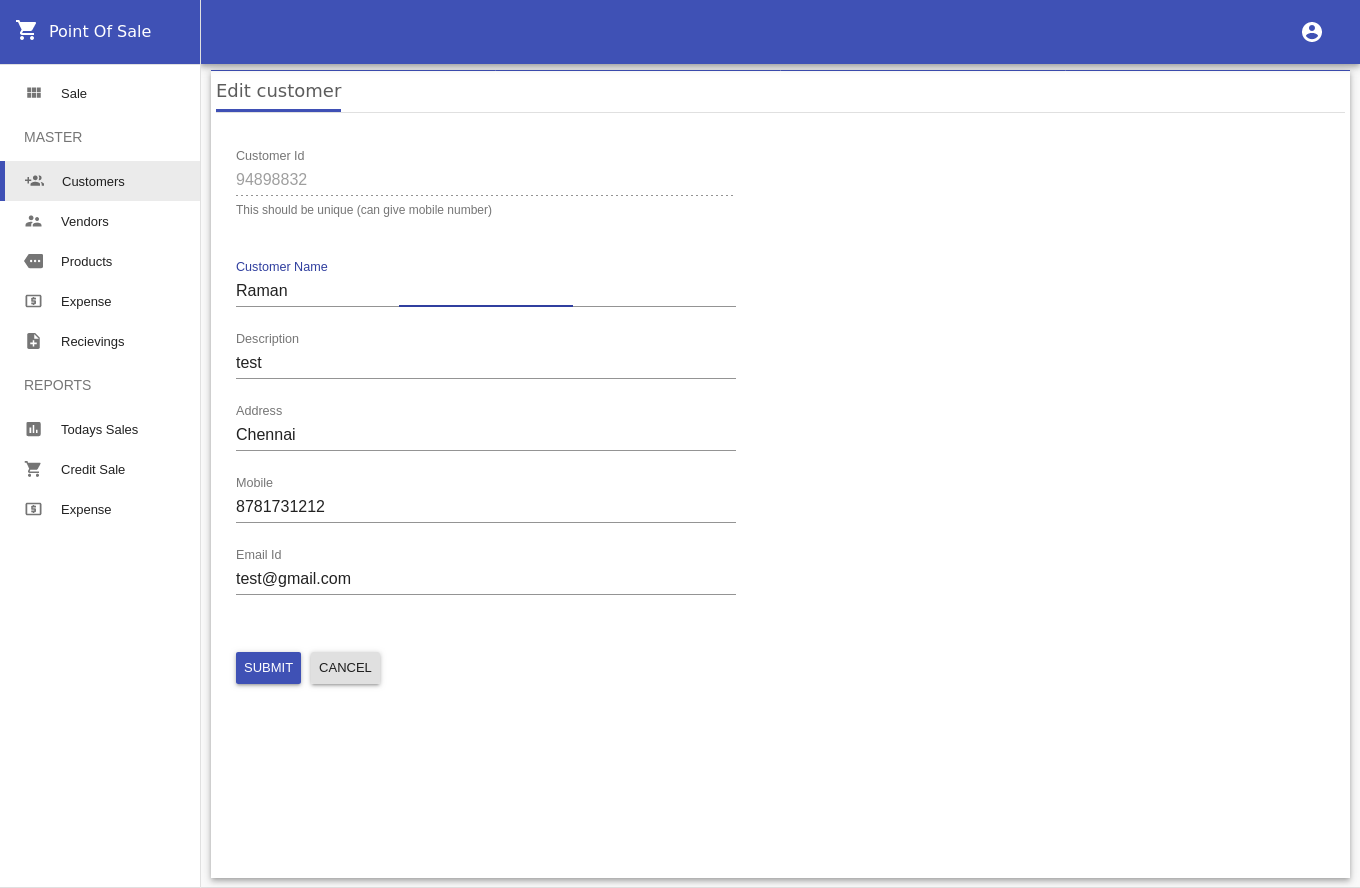 Point Of Sale
Sale
MASTER
Customers
Vendors
Products
Expense
Recievings
REPORTS
Todays Sales
Credit Sale
Expense
Edit customer
Customer Id
94898832
This should be unique (can give mobile number)
Customer Name
Raman
Description
test
Address
Chennai
Mobile
8781731212
Email Id
test@gmail.com
SUBMIT CANCEL